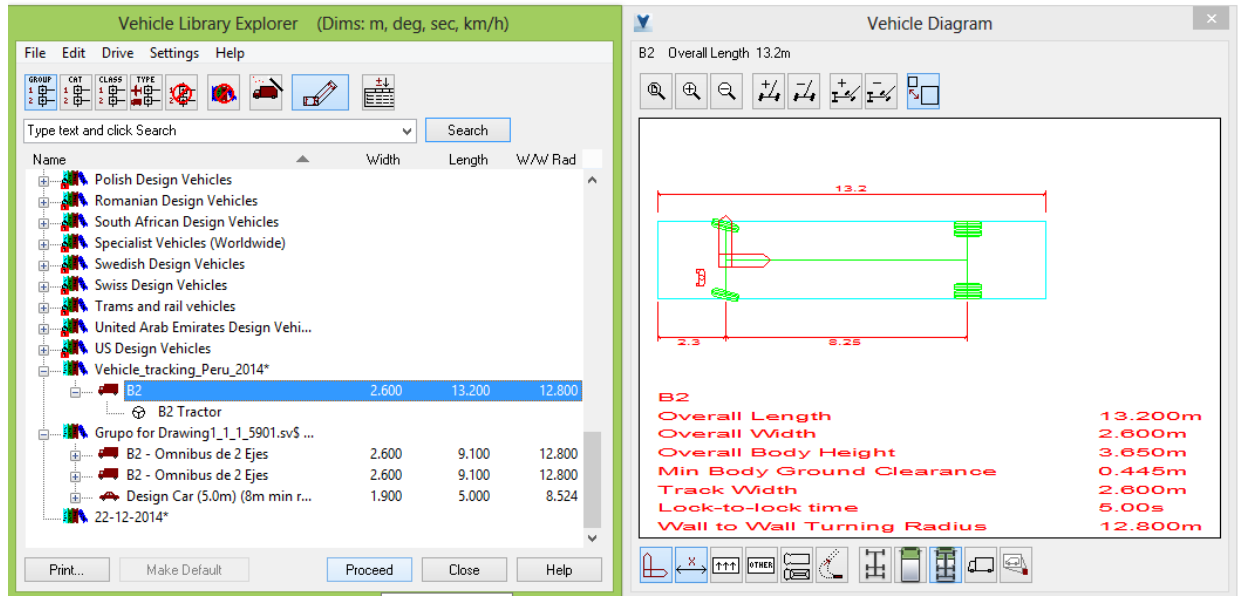 Vehicle Library Explorer (Dims: m, deg, sec, km/h)
File Edit Drive Settings Help
GROUP CAT CLASS TYPE
Type text and click Search Search
Name Width Length W/W Rad
Polish Design Vehicles
Romanian Design Vehicles
South African Design Vehicles
Specialist Vehicles (Worldwide)
Swedish Design Vehicles
Swiss Design Vehicles
Trams and rail vehicles
United Arab Emirates Design Vehi...
US Design Vehicles
Vehicle_tracking_Peru_2014*
B2 2.600 13.200 12.800
B2 Tractor
Grupo for Drawing1_1_1_5901.sv$ ...
B2 - Omnibus de 2 Ejes 2.600 9.100 12.800
B2 - Omnibus de 2 Ejes 2.600 9.100 12.800
Design Car (5.0m) (8m min r... 1.900 5.000 8.524
22-12-2014*
Print... Make Default Proceed Close Help
Vehicle Diagram
B2 Overall Length 13.2m
13.2
2.3 8.25
B2
Overall Length 13.200m
Overall Width 2.600m
Overall Body Height 3.650m
Min Body Ground Clearance 0.445m
Track Width 2.600m
Lock-to-lock time 5.00s
Wall to Wall Turning Radius 12.800m
X OTHER